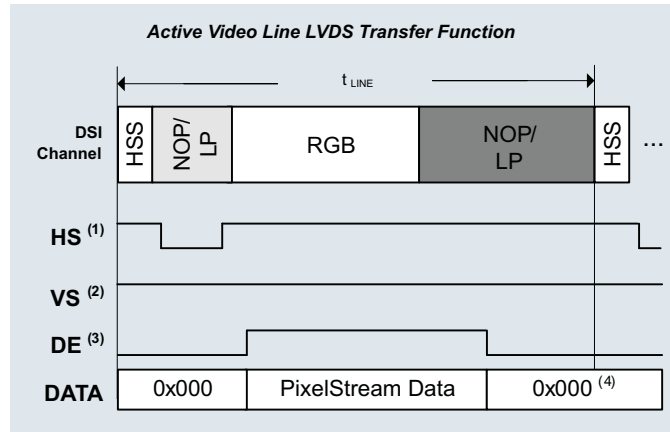 Active Video Line LVDS Transfer Function
t LINE
DSI Channel
HSS
NOP/ LP
RGB
NOP/ LP
HSS
...
HS (1)
VS (2)
DE (3)
DATA
0x000
PixelStream Data
0x000 (4)